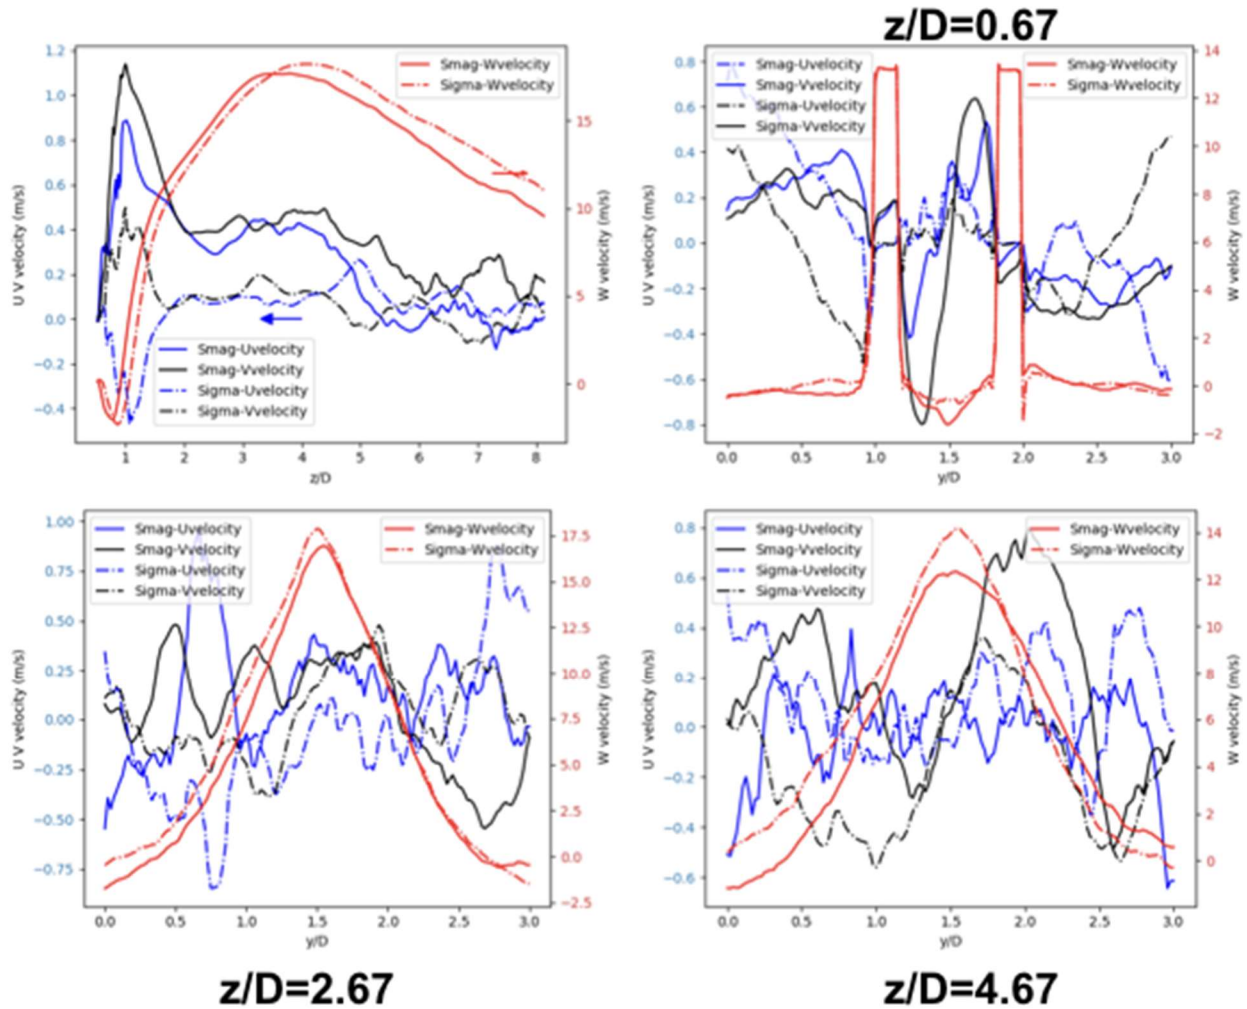 z/D=0.67
1.2
1.0
0.8
0.6
0.4
0.2
0.0
−0.2
−0.4
U V velocity (m/s)
Smag-Wvelocity
Sigma-Wvelocity
Smag-Uvelocity
Smag-Vvelocity
Sigma-Uvelocity
Sigma-Vvelocity
15
10
5
0
W velocity (m/s)
1 2 3 4 5 6 7 8
z/D
0.8
0.6
0.4
0.2
0.0
−0.2
−0.4
−0.6
−0.8
U V velocity (m/s)
Smag-Uvelocity
Smag-Vvelocity
Sigma-Uvelocity
Sigma-Vvelocity
Smag-Wvelocity
Sigma-Wvelocity
14
12
10
8
6
4
2
0
−2
W velocity (m/s)
0.0 0.5 1.0 1.5 2.0 2.5 3.0
y/D
1.00
0.75
0.50
0.25
0.00
−0.25
−0.50
−0.75
U V velocity (m/s)
Smag-Uvelocity
Smag-Vvelocity
Sigma-Uvelocity
Sigma-Vvelocity
Smag-Wvelocity
Sigma-Wvelocity
17.5
15.0
12.5
10.0
7.5
5.0
2.5
0.0
−2.5
W velocity (m/s)
0.0 0.5 1.0 1.5 2.0 2.5 3.0
y/D
z/D=2.67
0.8
0.6
0.4
0.2
0.0
−0.2
−0.4
−0.6
U V velocity (m/s)
Smag-Uvelocity
Smag-Vvelocity
Sigma-Uvelocity
Sigma-Vvelocity
Smag-Wvelocity
Sigma-Wvelocity
14
12
10
8
6
4
2
0
W velocity (m/s)
0.0 0.5 1.0 1.5 2.0 2.5 3.0
y/D
z/D=4.67